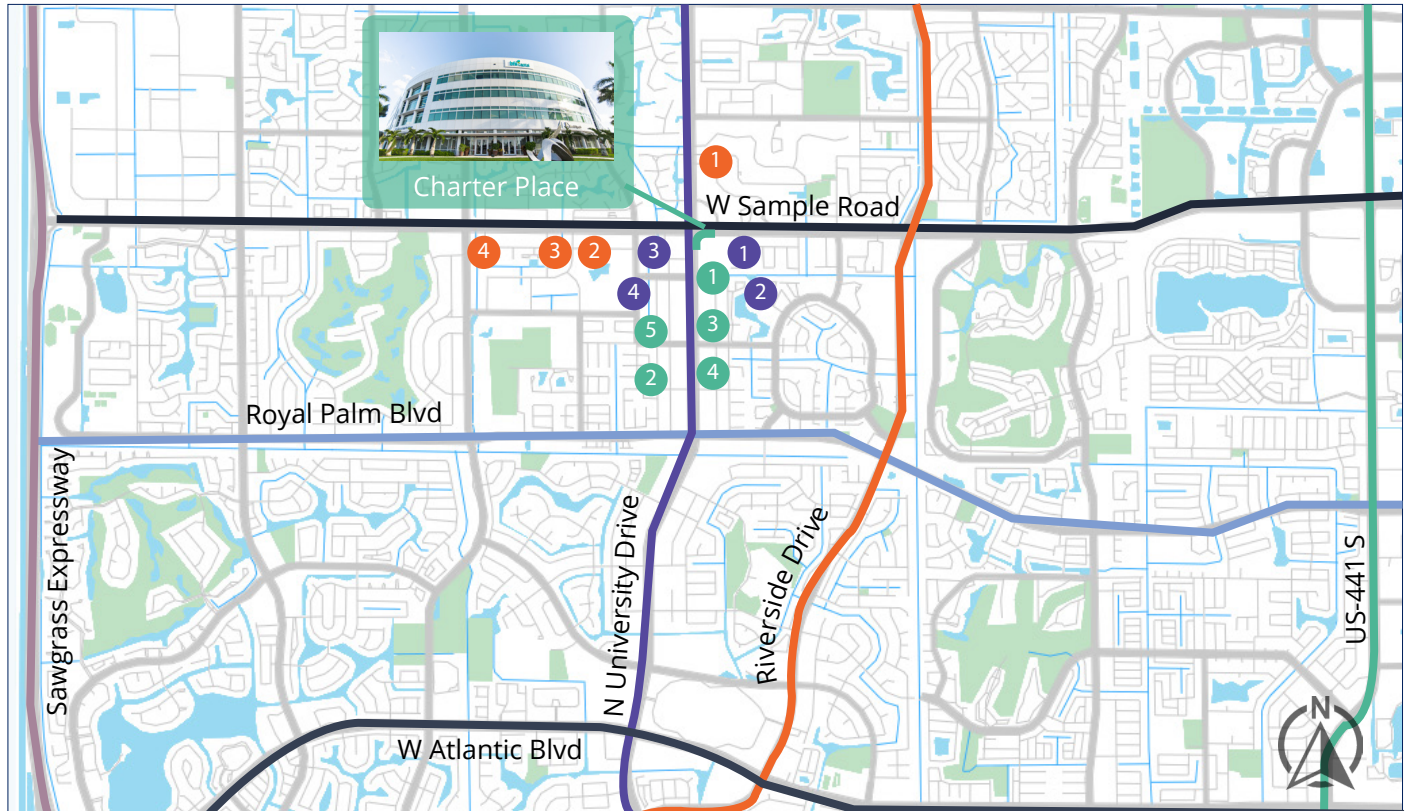 Charter Place
1
W Sample Road
4
3
2
3
1
1
4
2
5
3
2
4
Royal Palm Blvd
Sawgrass Expressway
N University Drive
Riverside Drive
US-441 S
W Atlantic Blvd
N